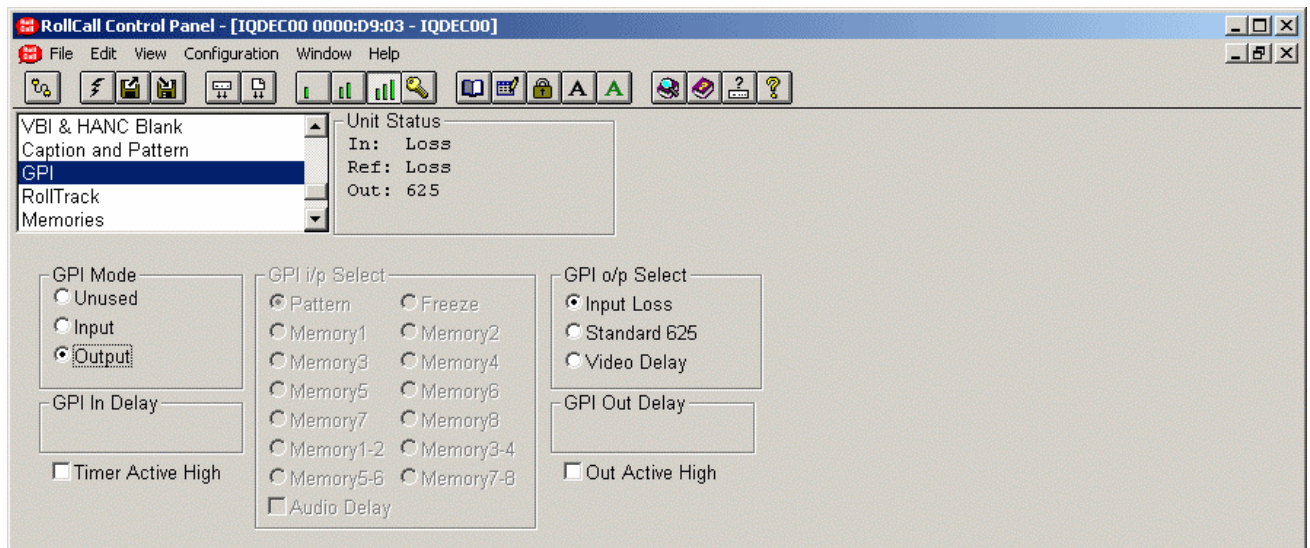 RollCall Control Panel - [IQDEC00 0000:D9:03 - IQDEC00]
File Edit View Configuration Window Help
A A
VBI & HANC Blank
Caption and Pattern
GPI
RollTrack
Memories
Unit Status
In: Loss
Ref: Loss
Out: 625
GPI Mode
Unused
Input
Output
GPI In Delay
Timer Active High
GPI i/p Select
Pattern Freeze
Memory1 Memory2
Memory3 Memory4
Memory5 Memory6
Memory7 Memory8
Memory1-2 Memory3-4
Memory5-6 Memory7-8
Audio Delay
GPI o/p Select
Input Loss
Standard 625
Video Delay
GPI Out Delay
Out Active High